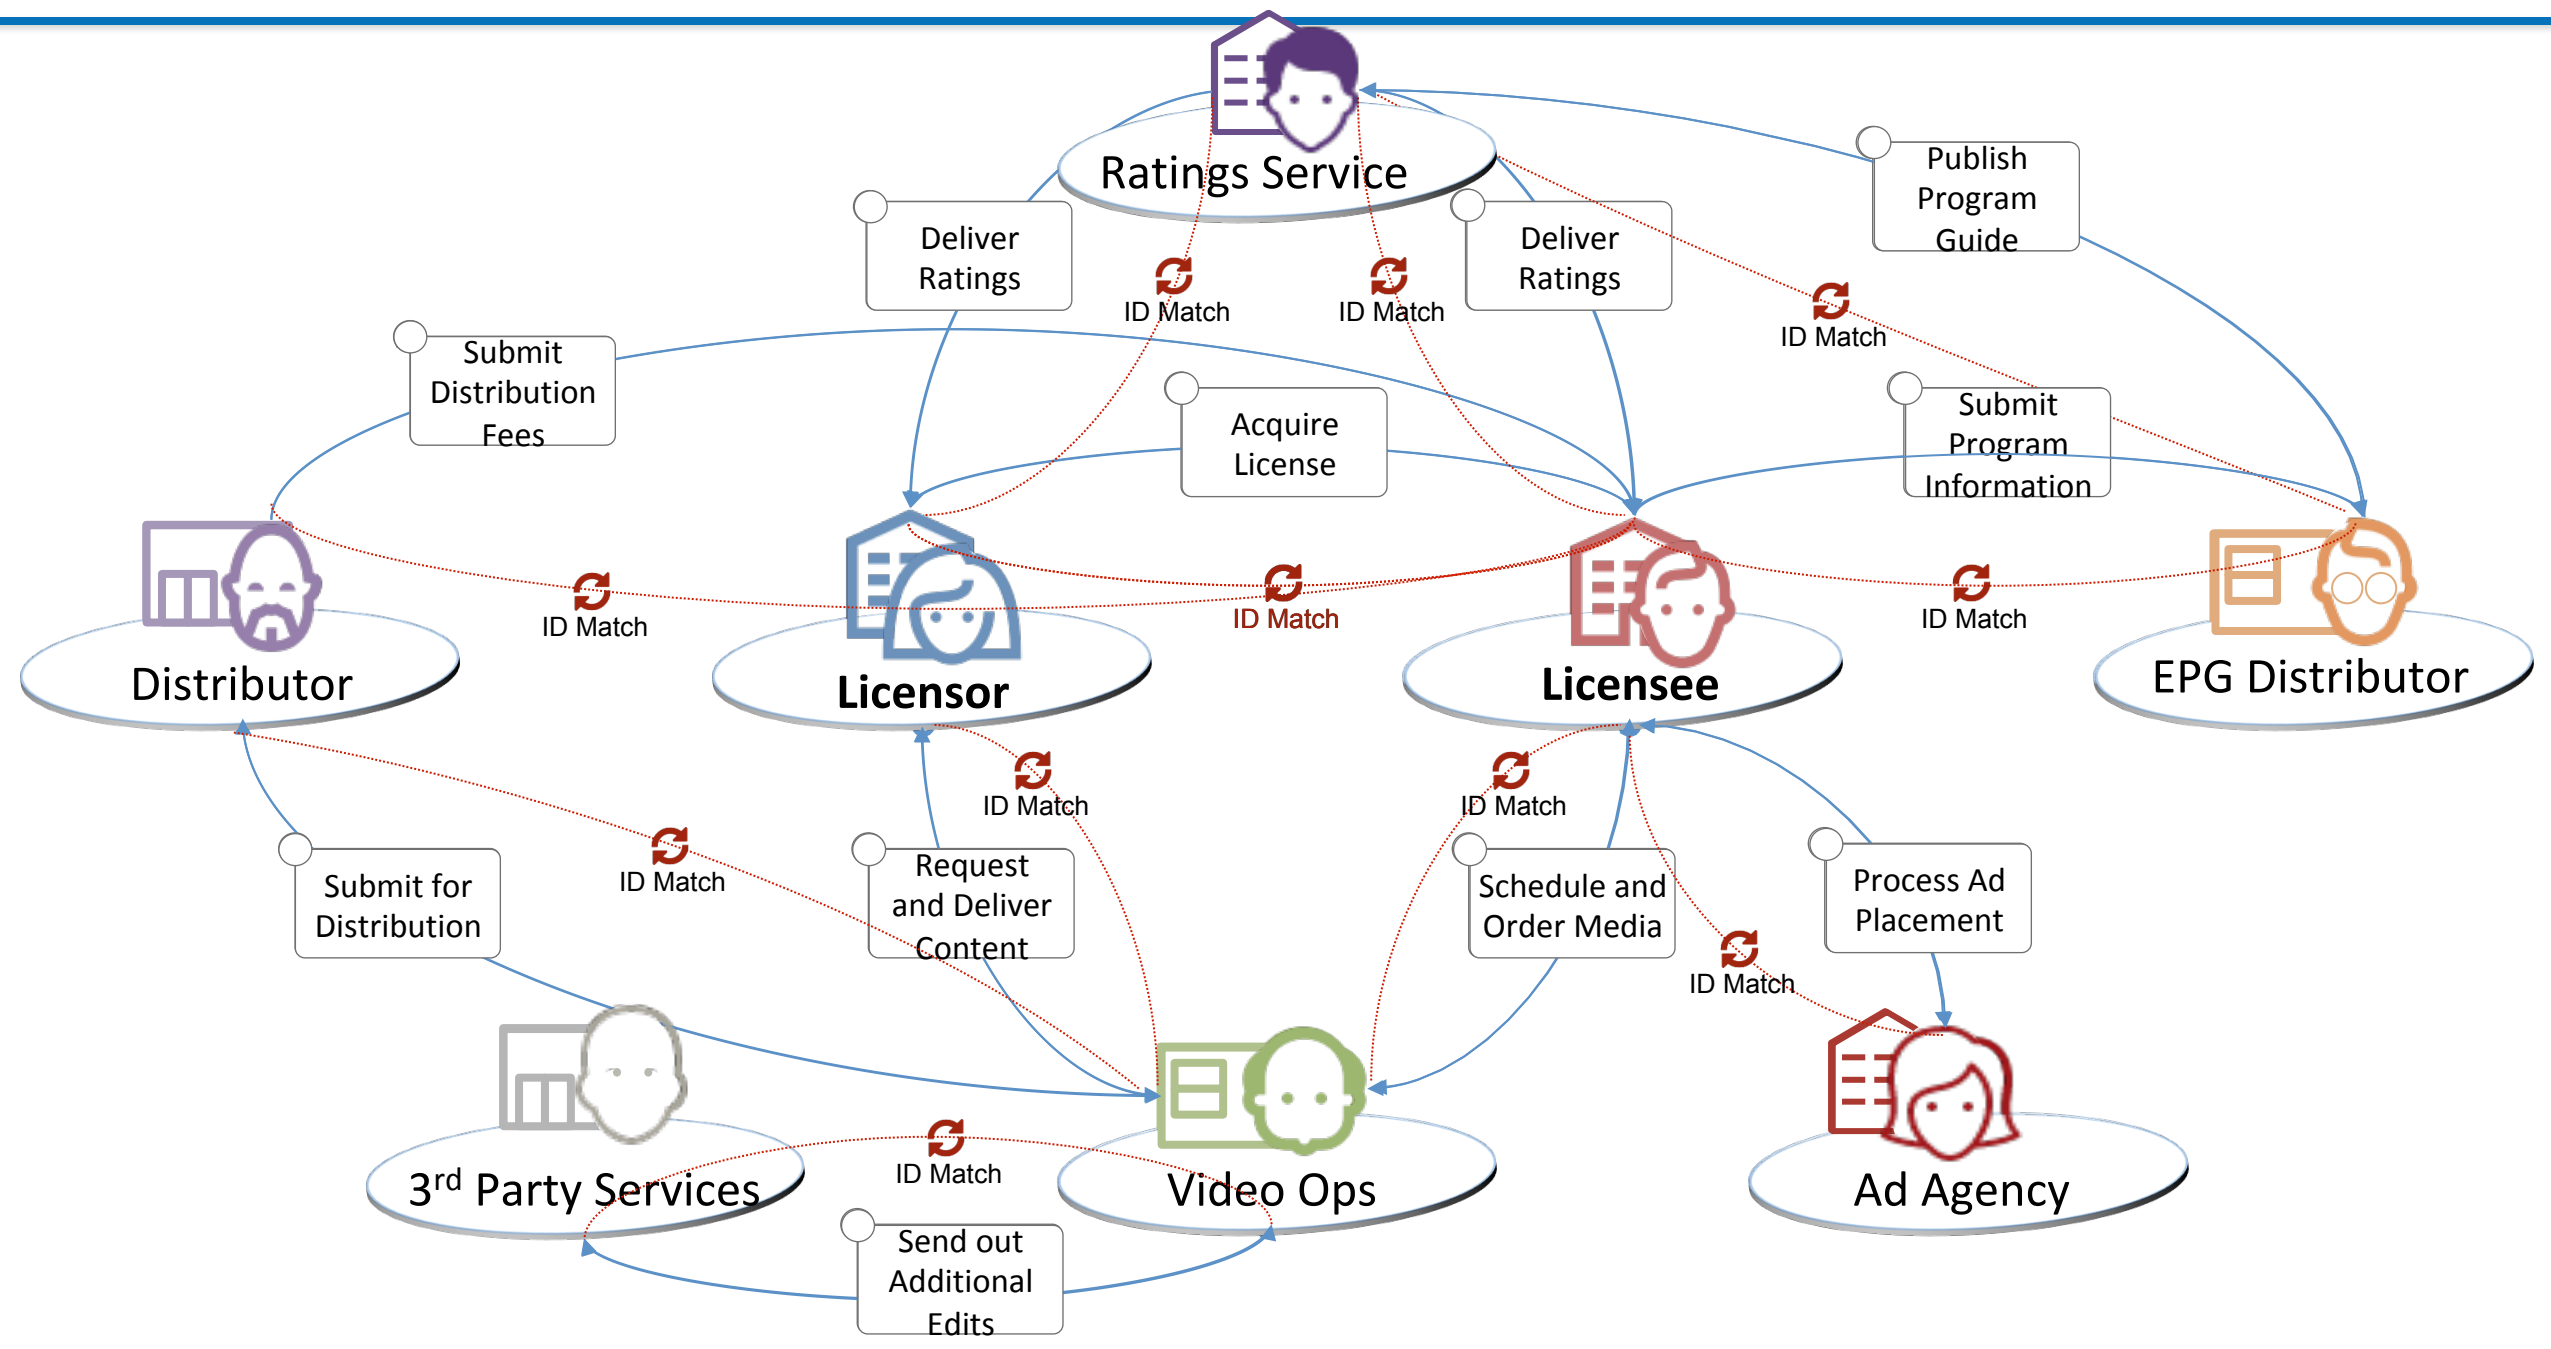 Ratings Service
Publish
Program
Guide
Deliver
Ratings
Deliver
Ratings
ID Match
ID Match
ID Match
Submit
Distribution
Fees
Acquire
License
Submit
Program
Information
ID Match
ID Match
ID Match
Distributor
Licensor
Licensee
EPG Distributor
ID Match
ID Match
ID Match
Submit for
Distribution
Request
and Deliver
Content
Schedule and
Order Media
Process Ad
Placement
ID Match
ID Match
3rd Party Services
Video Ops
Ad Agency
Send out
Additional
Edits